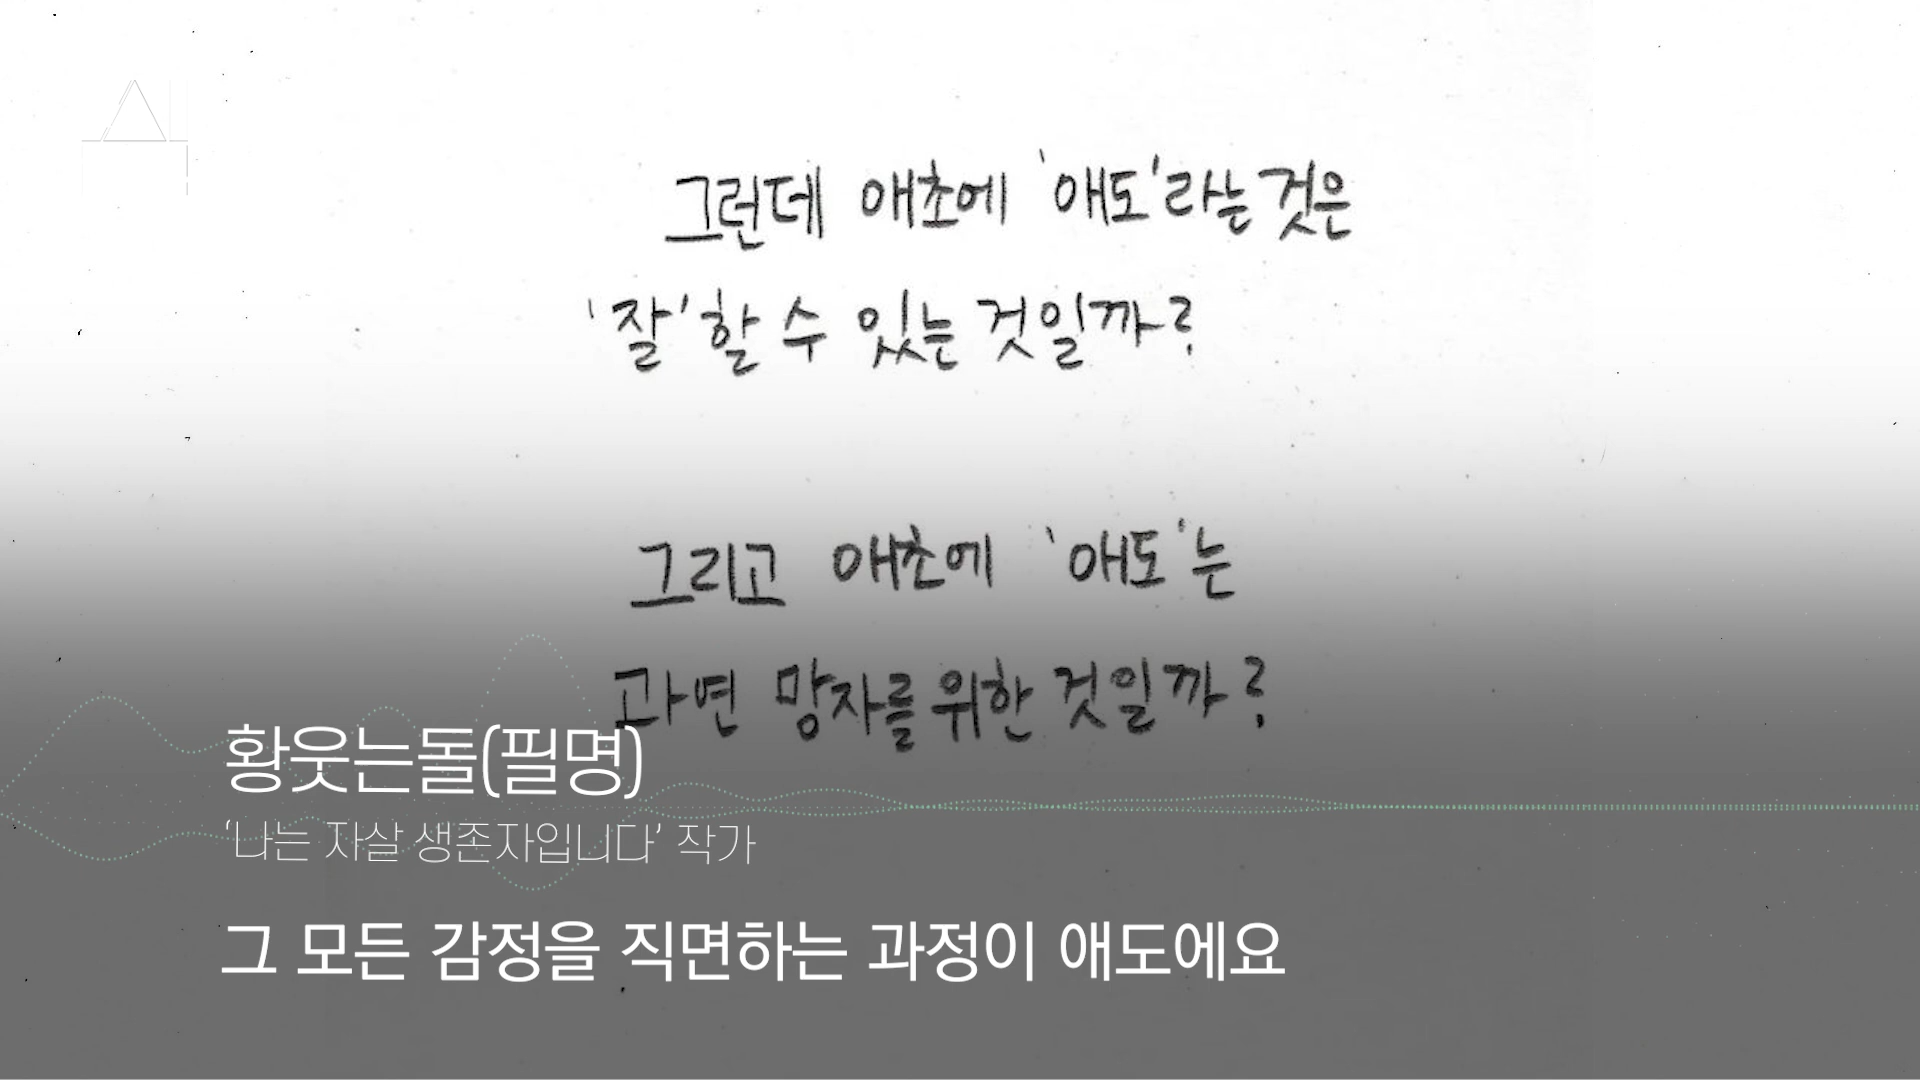 그런데 애초에 '애도'라는 것은
'잘' 할 수 있는 것일까?
그리고 애초에 '애도'는
과연 망자를 위한 것일까?
황웃는돌(필명)
‘나는 자살 생존자입니다’ 작가
그 모든 감정을 직면하는 과정이 애도에요